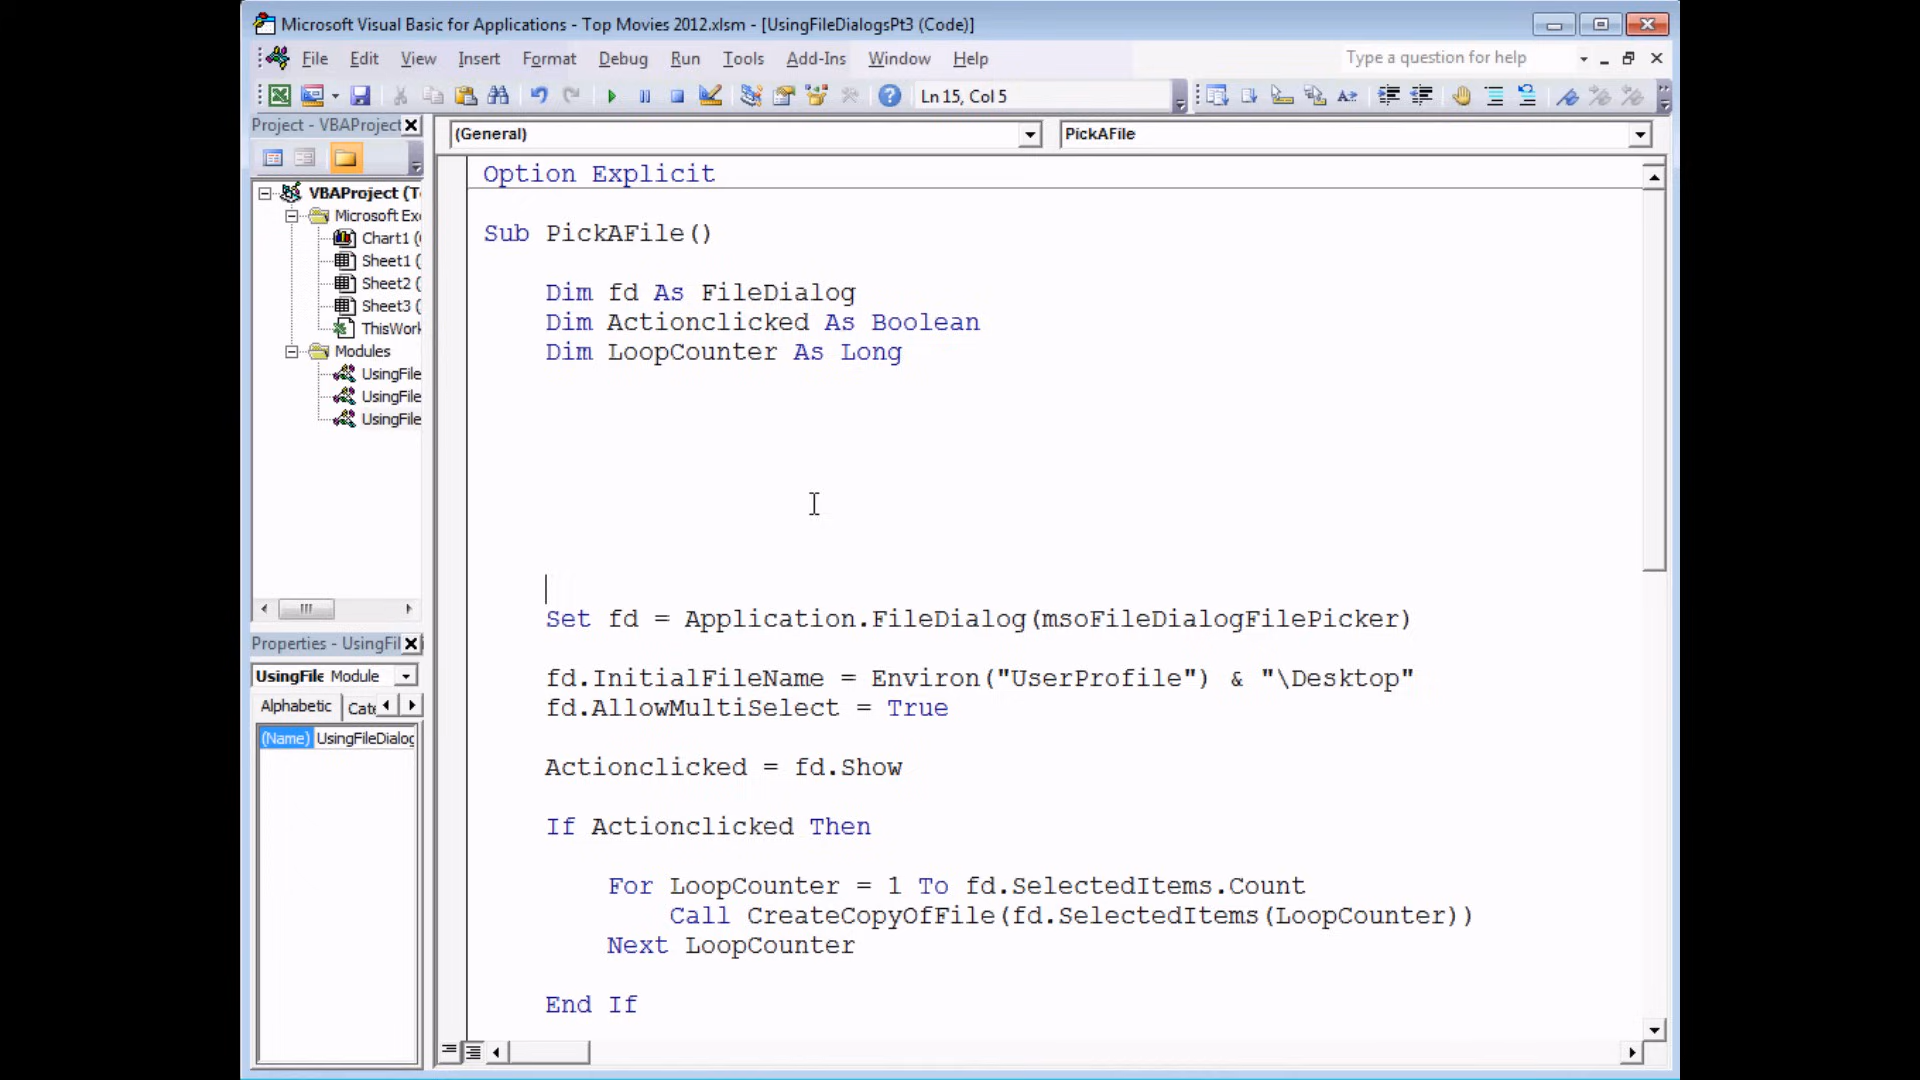 Microsoft Visual Basic for Applications - Top Movies 2012.xlsm - [UsingFileDialogsPt3 (Code)]
File Edit View Insert Format Debug Run Tools Add-Ins Window Help
Type a question for help
Ln 15, Col 5
Project - VBAProject
(General)
PickAFile
VBAProject (T
Microsoft Ex
Chart1 (
Sheet1 (
Sheet2 (
Sheet3 (
ThisWork
Modules
UsingFile
UsingFile
UsingFile
Properties - UsingFil
UsingFile Module
Alphabetic Cate
(Name) UsingFileDialog
Option Explicit
Sub PickAFile()
Dim fd As FileDialog
Dim Actionclicked As Boolean
Dim LoopCounter As Long
Set fd = Application.FileDialog(msoFileDialogFilePicker)
fd.InitialFileName = Environ("UserProfile") & "\Desktop"
fd.AllowMultiSelect = True
Actionclicked = fd.Show
If Actionclicked Then
For LoopCounter = 1 To fd.SelectedItems.Count
Call CreateCopyOfFile(fd.SelectedItems(LoopCounter))
Next LoopCounter
End If